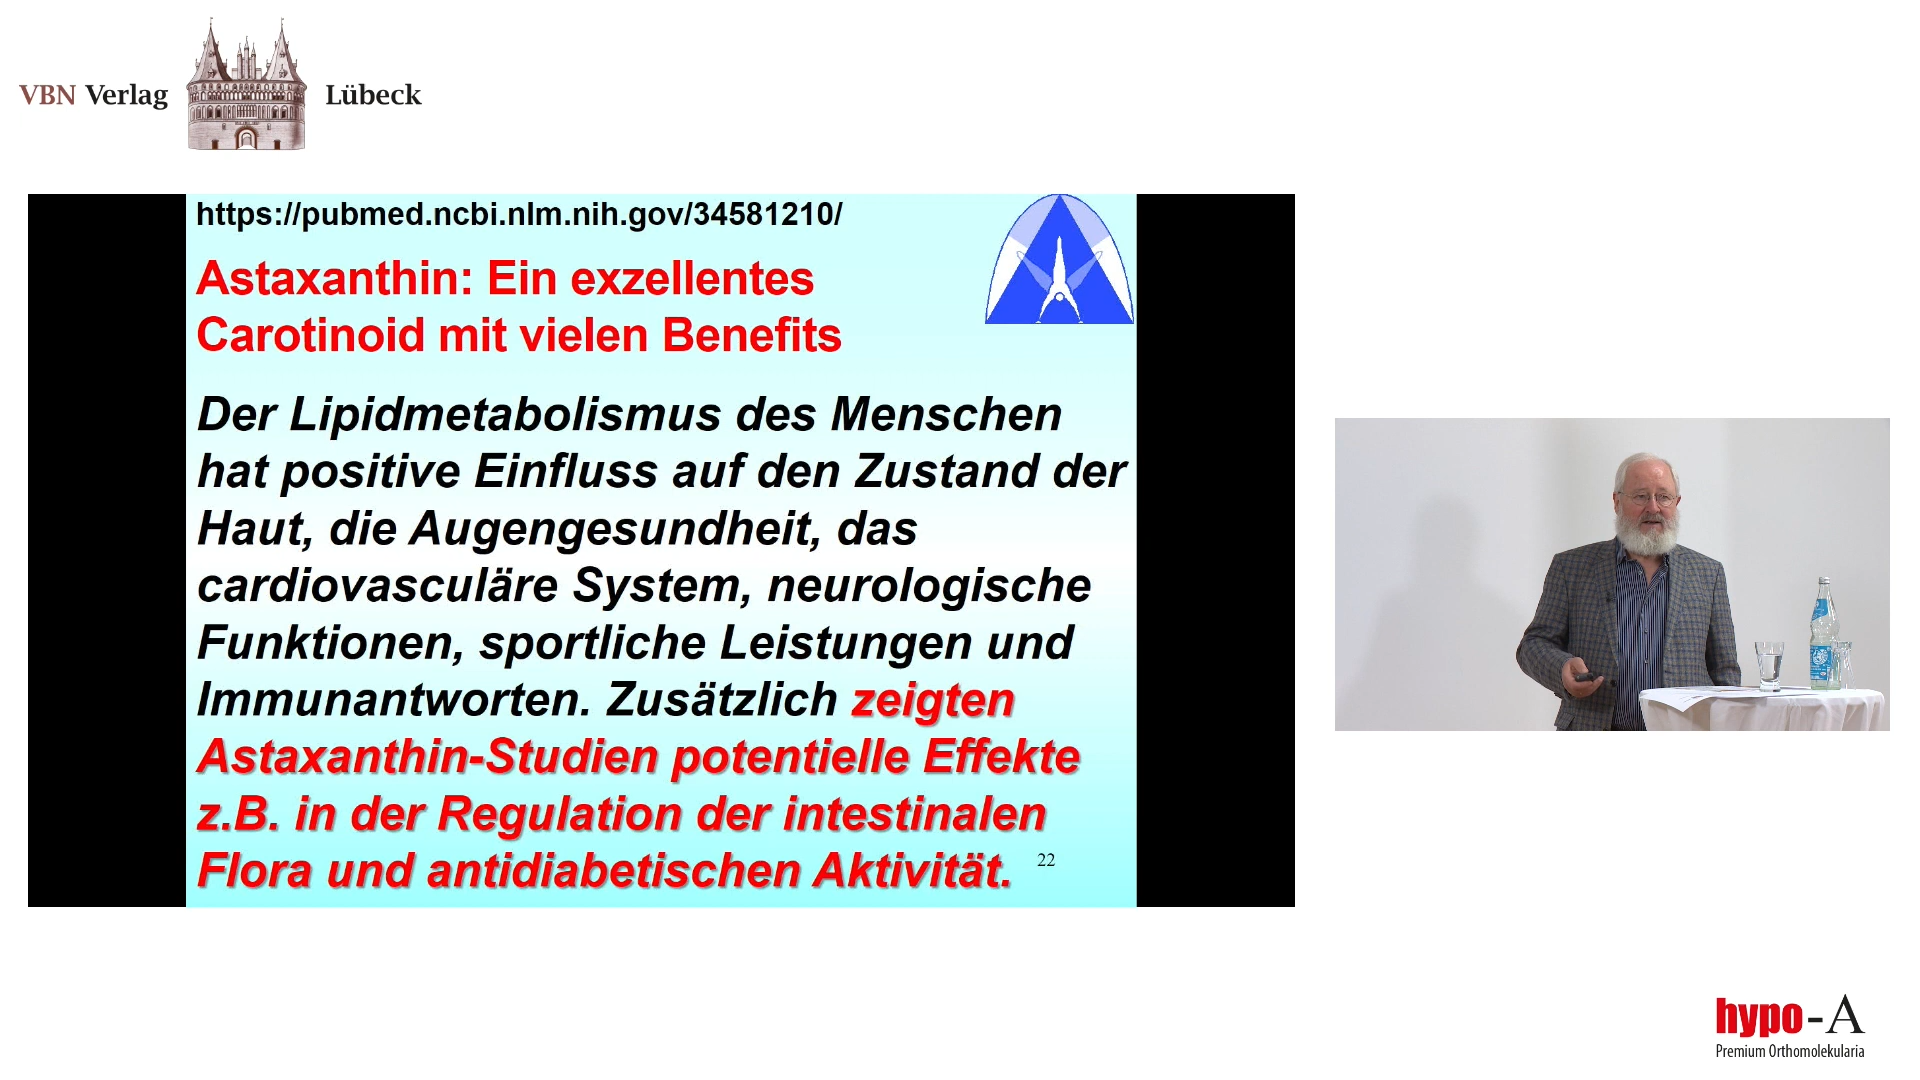 VBN Verlag Lübeck
https://pubmed.ncbi.nlm.nih.gov/34581210/
Astaxanthin: Ein exzellentes
Carotinoid mit vielen Benefits
Der Lipidmetabolismus des Menschen
hat positive Einfluss auf den Zustand der
Haut, die Augengesundheit, das
cardiovasculäre System, neurologische
Funktionen, sportliche Leistungen und
Immunantworten. Zusätzlich zeigten
Astaxanthin-Studien potentielle Effekte
z.B. in der Regulation der intestinalen
Flora und antidiabetischen Aktivität.
22
hypo-A
Premium Orthomolekularia